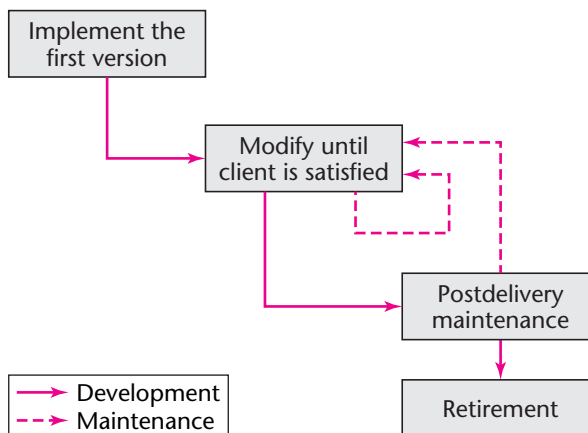 Implement the
first version
Modify until
client is satisfied
Postdelivery
maintenance
Development
Maintenance
Retirement